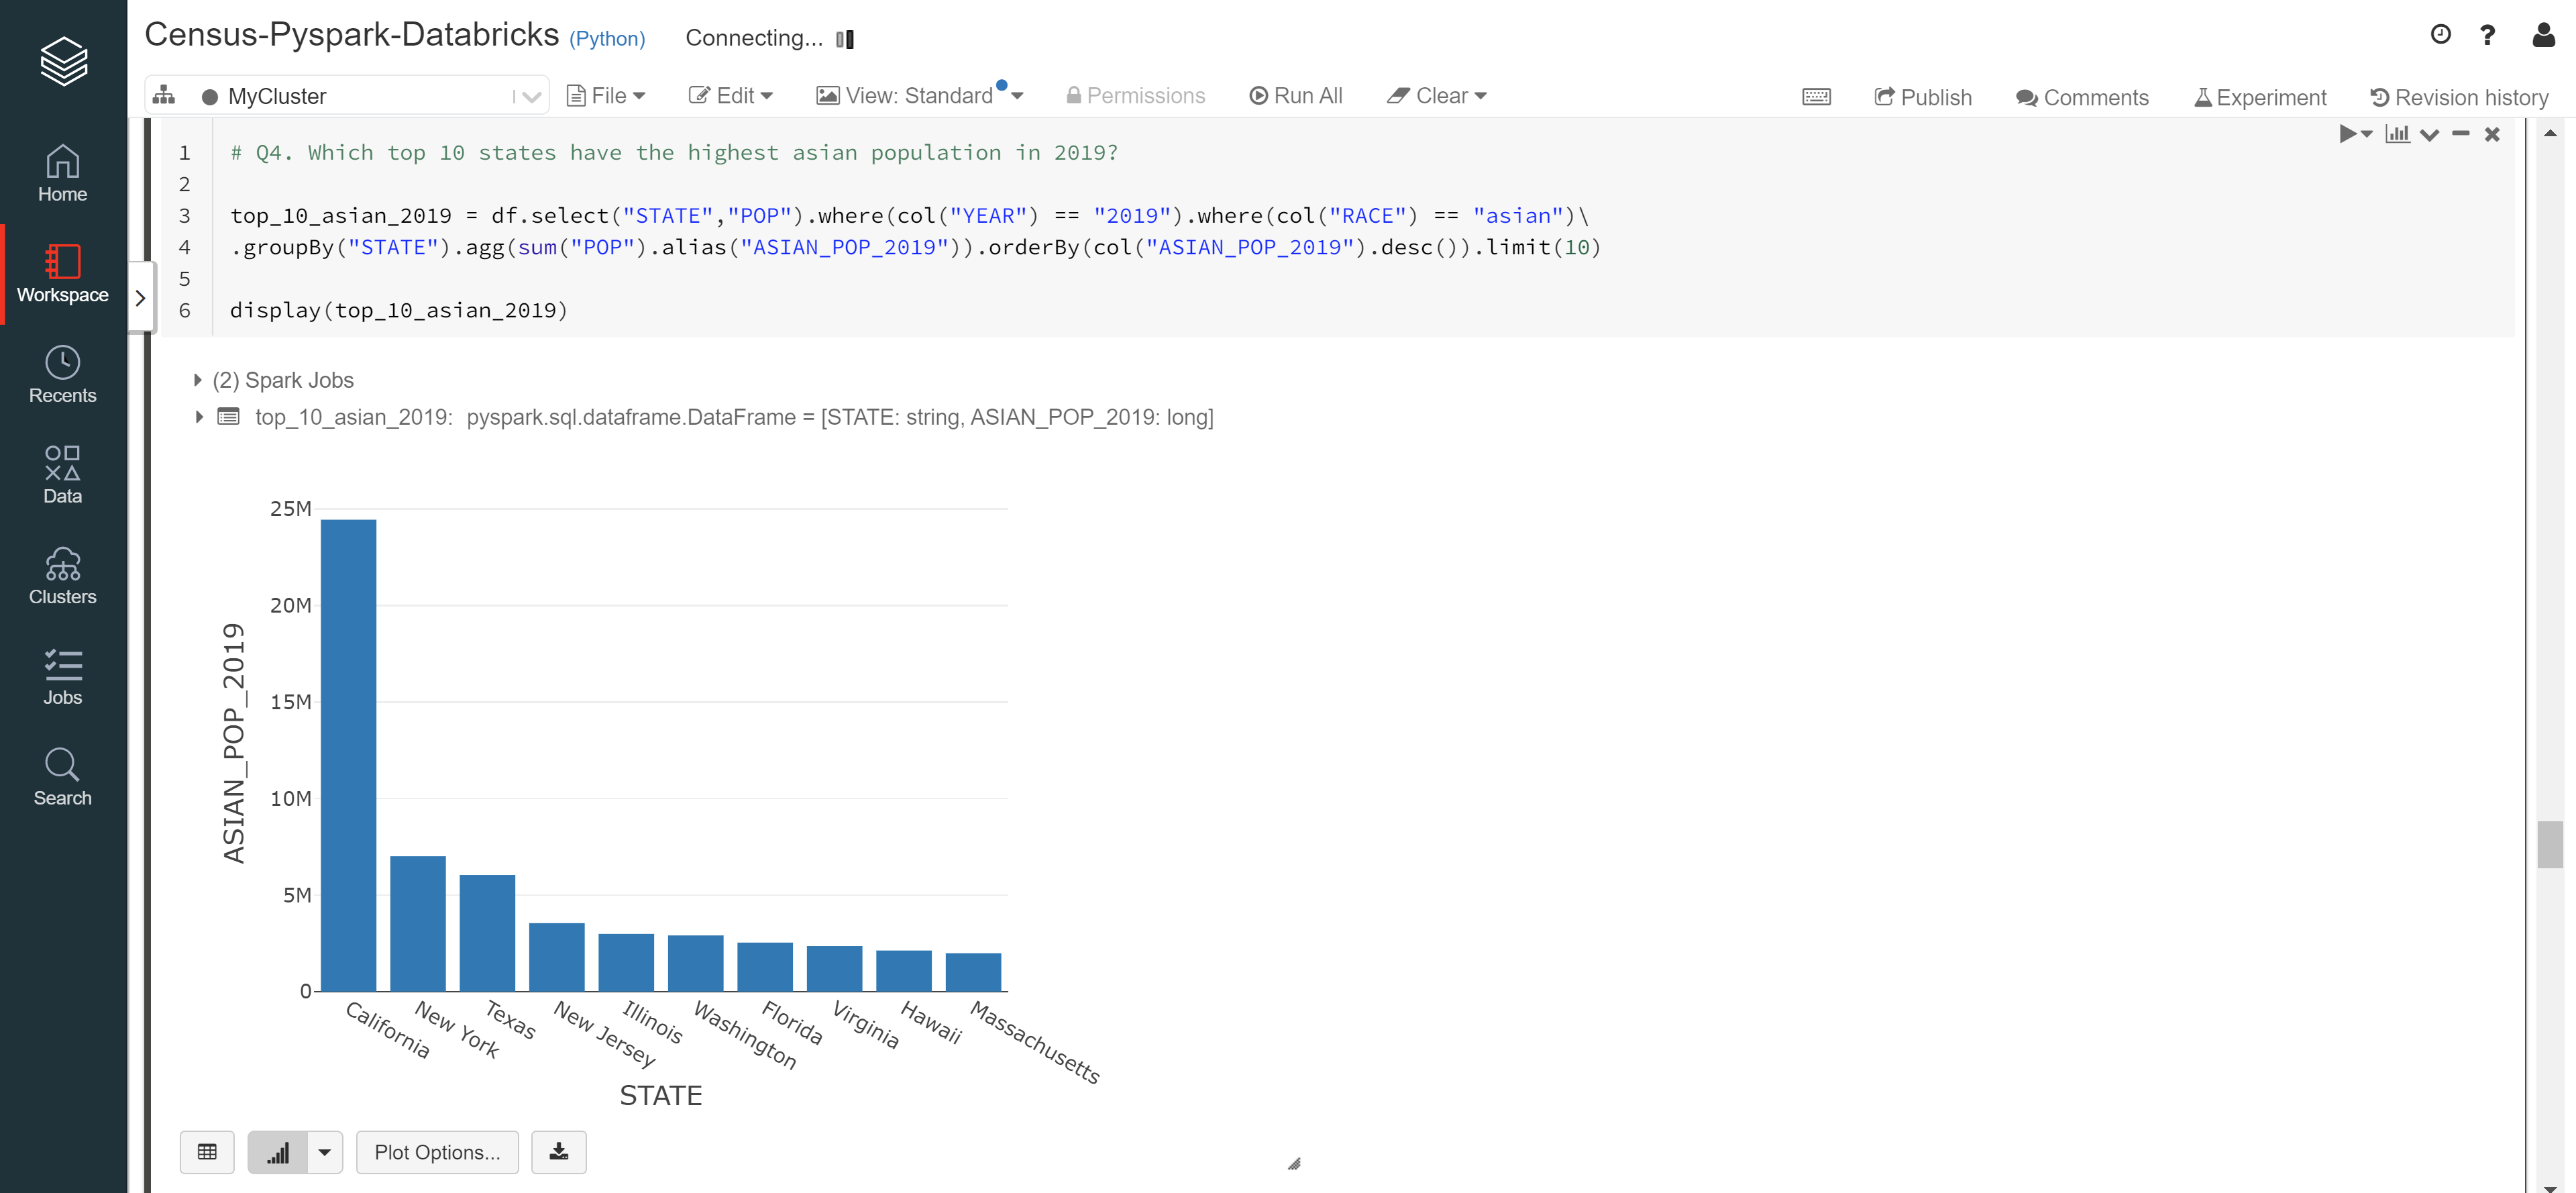 Census-Pyspark-Databricks (Python) Connecting...
MyCluster File Edit View: Standard Permissions Run All Clear Publish Comments Experiment Revision history
Home
Workspace
Recents
Data
Clusters
Jobs
Search
1 # Q4. Which top 10 states have the highest asian population in 2019?
2
3 top_10_asian_2019 = df.select("STATE","POP").where(col("YEAR") == "2019").where(col("RACE") == "asian")\
4 .groupBy("STATE").agg(sum("POP").alias("ASIAN_POP_2019")).orderBy(col("ASIAN_POP_2019").desc()).limit(10)
5
6 display(top_10_asian_2019)
(2) Spark Jobs
top_10_asian_2019: pyspark.sql.dataframe.DataFrame = [STATE: string, ASIAN_POP_2019: long]
25M
20M
15M
10M
5M
0
ASIAN_POP_2019
California
New York
Texas
New Jersey
Illinois
Washington
Florida
Virginia
Hawaii
Massachusetts
STATE
Plot Options...